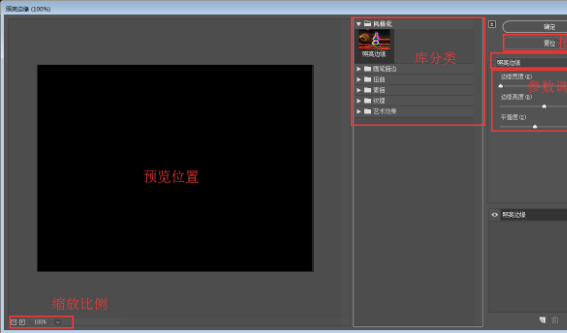 照亮边缘 (100%)
风格化
照亮边缘
画笔描边
扭曲
素描
纹理
艺术效果
库分类
预览位置
缩放比例
100%
确定
复位
照亮边缘
边缘宽度(E)
参数调
边缘亮度(B)
平滑度(S)
照亮边缘